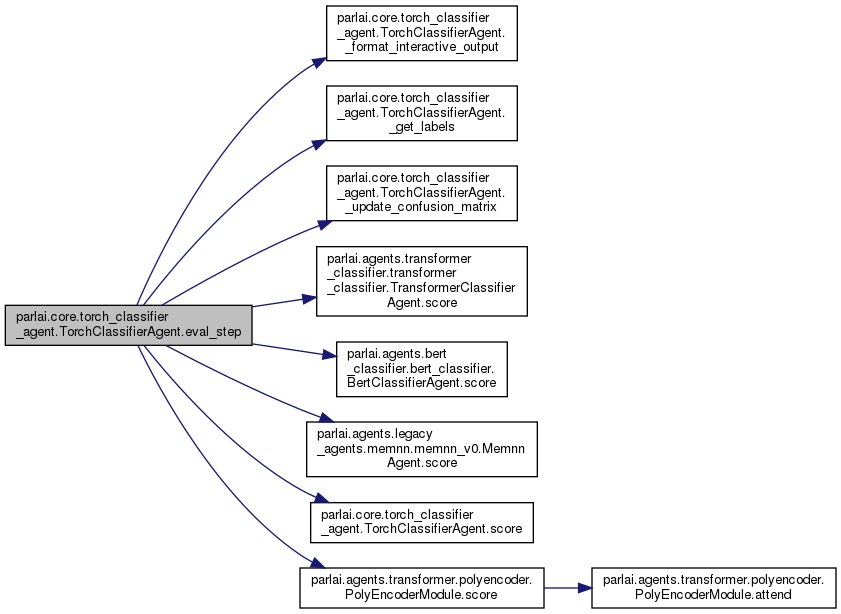 parlai.core.torch_classifier
_agent.TorchClassifierAgent.
_format_interactive_output
parlai.core.torch_classifier
_agent.TorchClassifierAgent.
_get_labels
parlai.core.torch_classifier
_agent.TorchClassifierAgent.
_update_confusion_matrix
parlai.agents.transformer
_classifier.transformer
_classifier.TransformerClassifier
Agent.score
parlai.core.torch_classifier
_agent.TorchClassifierAgent.eval_step
parlai.agents.bert
_classifier.bert_classifier.
BertClassifierAgent.score
parlai.agents.legacy
_agents.memnn.memnn_v0.Memnn
Agent.score
parlai.core.torch_classifier
_agent.TorchClassifierAgent.score
parlai.agents.transformer.polyencoder.
PolyEncoderModule.score
parlai.agents.transformer.polyencoder.
PolyEncoderModule.attend